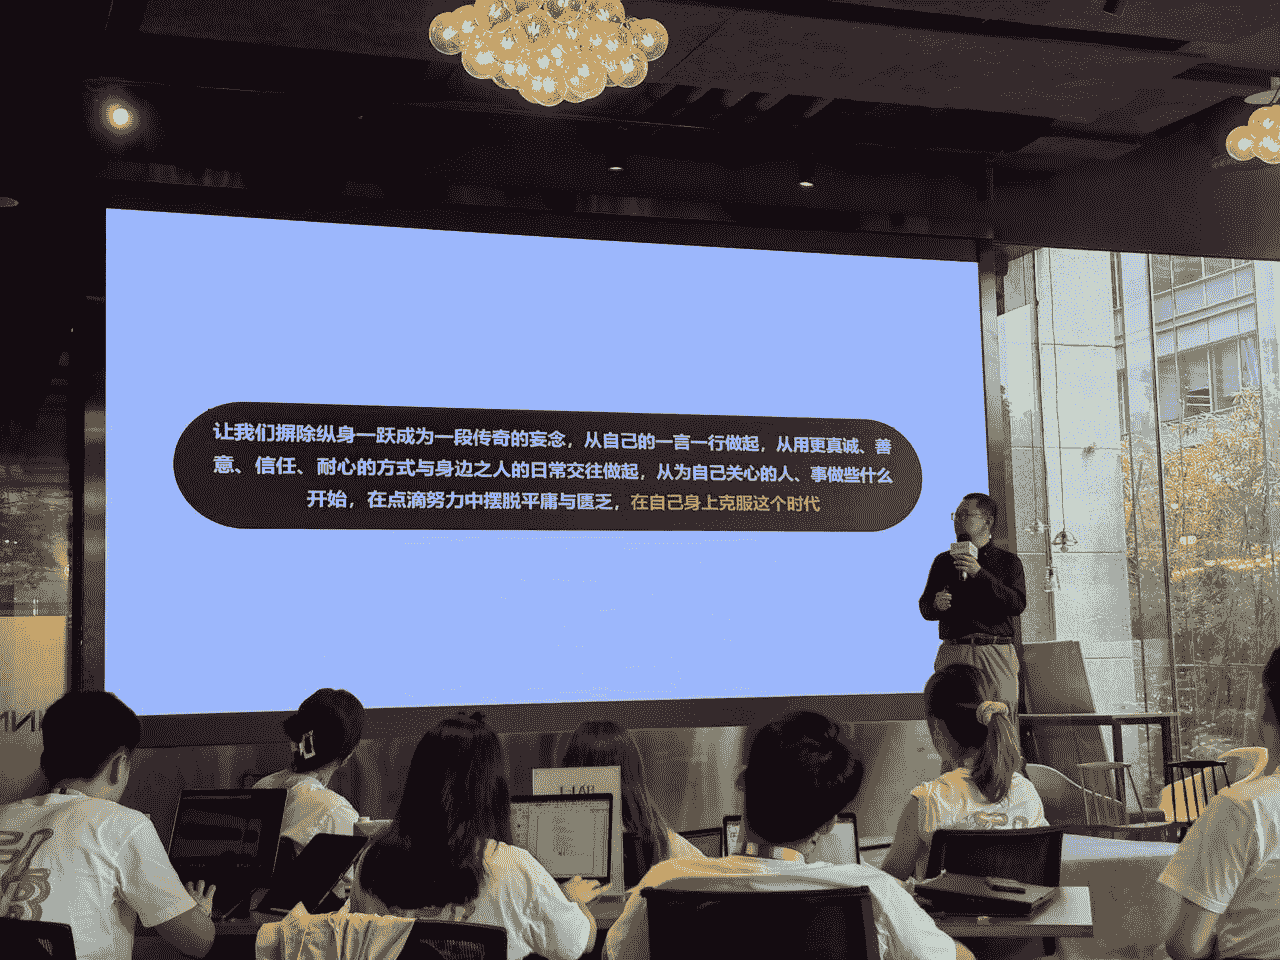 让我们摒除纵身一跃成为一段传奇的妄念，从自己的一言一行做起，从用更真诚、善
意、信任、耐心的方式与身边之人的日常交往做起，从为自己关心的人、事做些什么
开始，在点滴努力中摆脱平庸与匮乏，在自己身上克服这个时代